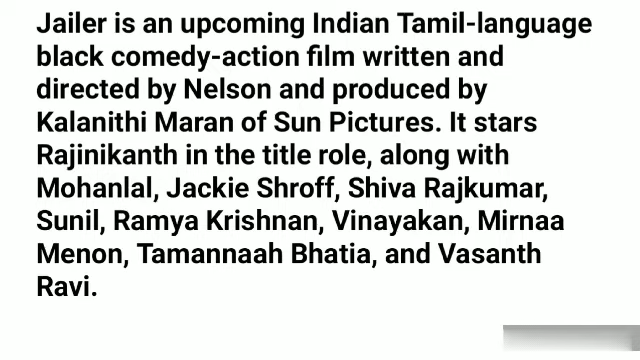 Jailer is an upcoming Indian Tamil-language
black comedy-action film written and
directed by Nelson and produced by
Kalanithi Maran of Sun Pictures. It stars
Rajinikanth in the title role, along with
Mohanlal, Jackie Shroff, Shiva Rajkumar,
Sunil, Ramya Krishnan, Vinayakan, Mirnaa
Menon, Tamannaah Bhatia, and Vasanth
Ravi.